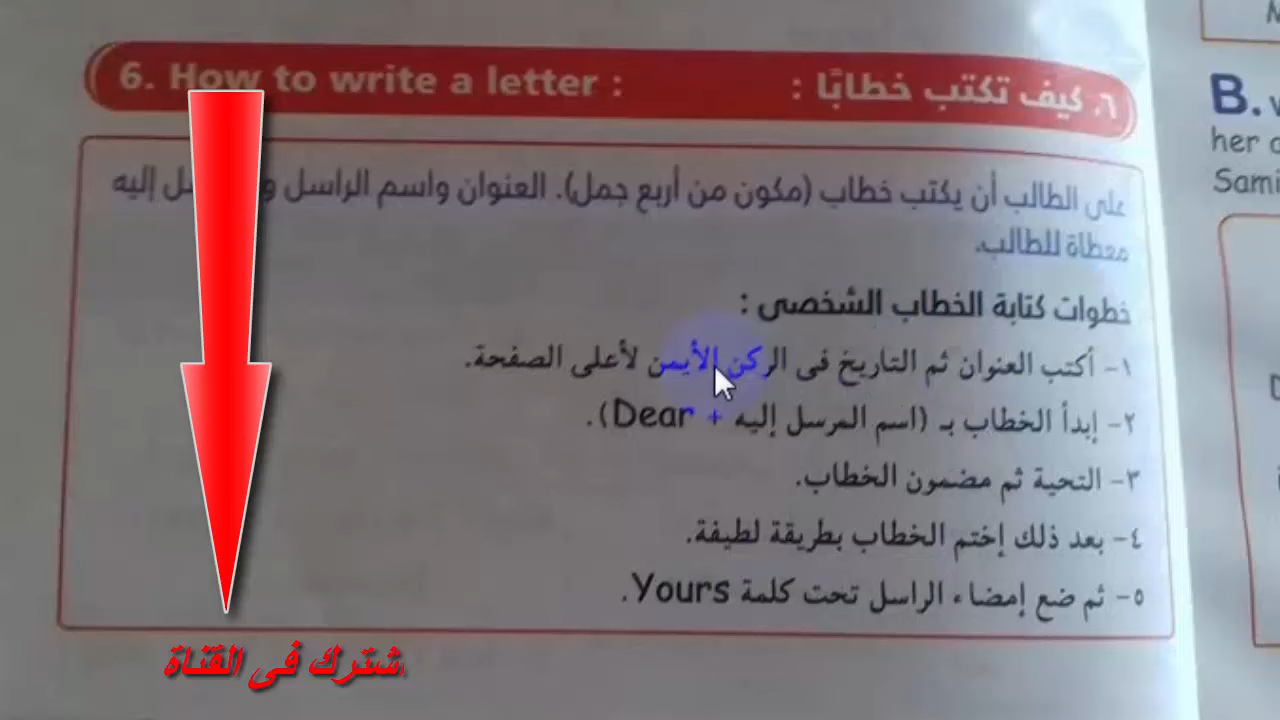 6. How to write a letter :
٦. كيف تكتب خطابًا :
على الطالب أن يكتب خطاب (مكون من أربع جمل). العنوان واسم الراسل إليه
معطاة للطالب.
خطوات كتابة الخطاب الشخصى :
١- أكتب العنوان ثم التاريخ فى الركن الأيمن لأعلى الصفحة.
٢- إبدأ الخطاب بـ (اسم المرسل إليه + Dear).
٣- التحية ثم مضمون الخطاب.
٤- بعد ذلك إختم الخطاب بطريقة لطيفة.
٥- ثم ضع إمضاء الراسل تحت كلمة Yours.
شترك فى القناة
B.
her
Sami